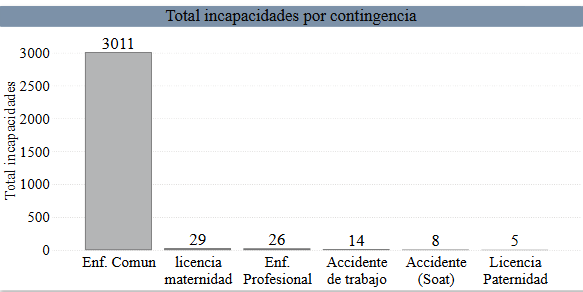 Total incapacidades por contingencia
Total incapacidades
3000
2500
2000
1500
1000
500
0
3011
29
26
14
8
5
Enf. Comun
licencia
maternidad
Enf.
Profesional
Accidente
de trabajo
Accidente
(Soat)
Licencia
Paternidad